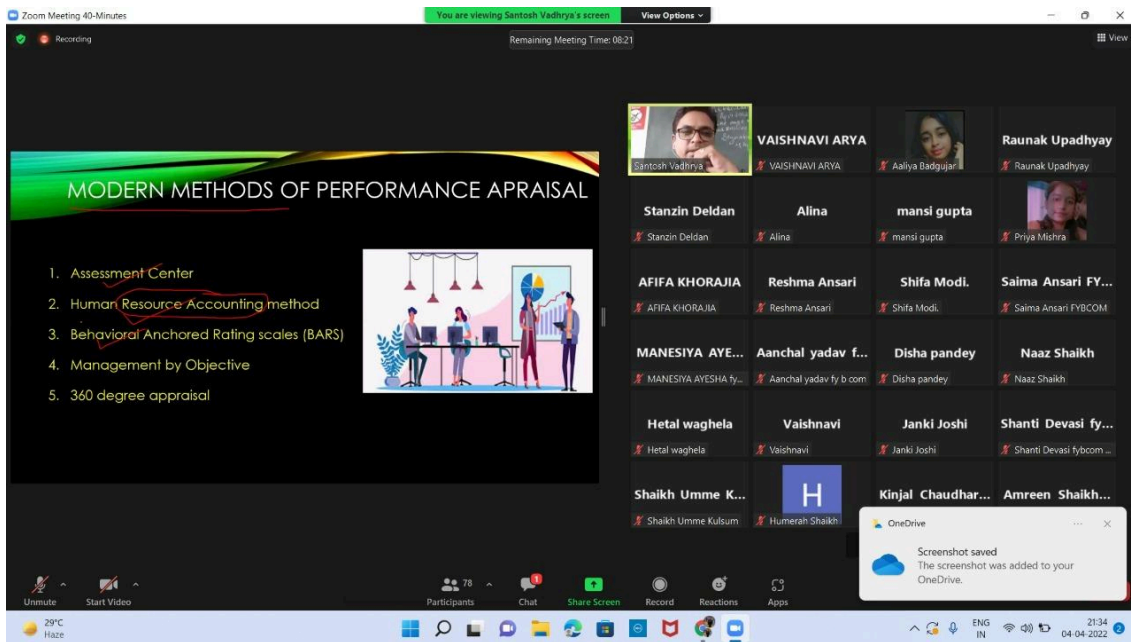 Zoom Meeting 40-Minutes
You are viewing Santosh Vadhrya's screen
View Options
Recording
Remaining Meeting Time: 08:21
View
MODERN METHODS OF PERFORMANCE APRAISAL
1. Assessment Center
2. Human Resource Accounting method
3. Behavioral Anchored Rating scales (BARS)
4. Management by Objective
5. 360 degree appraisal
Santosh Vadhrya
VAISHNAVI ARYA
VAISHNAVI ARYA
Aaliya Badgujar
Raunak Upadhyay
Raunak Upadhyay
Stanzin Deldan
Stanzin Deldan
Alina
Alina
mansi gupta
mansi gupta
Priya Mishra
AFIFA KHORAJIA
AFIFA KHORAJIA
Reshma Ansari
Reshma Ansari
Shifa Modi.
Shifa Modi.
Saima Ansari FY...
Saima Ansari FYBCOM
MANESIYA AYE...
MANESIYA AYESHA fy...
Aanchal yadav f...
Aanchal yadav fy b com
Disha pandey
Disha pandey
Naaz Shaikh
Naaz Shaikh
Hetal waghela
Hetal waghela
Vaishnavi
Vaishnavi
Janki Joshi
Janki Joshi
Shanti Devasi fy...
Shanti Devasi fybcom ...
Shaikh Umme K...
Shaikh Umme Kulsum
H
Humerah Shaikh
Kinjal Chaudhar...
Amreen Shaikh...
OneDrive
Screenshot saved
The screenshot was added to your
OneDrive.
Unmute
Start Video
78
Participants
1
Chat
Share Screen
Record
Reactions
Apps
29°C
Haze
ENG
IN
21:34
04-04-2022
2